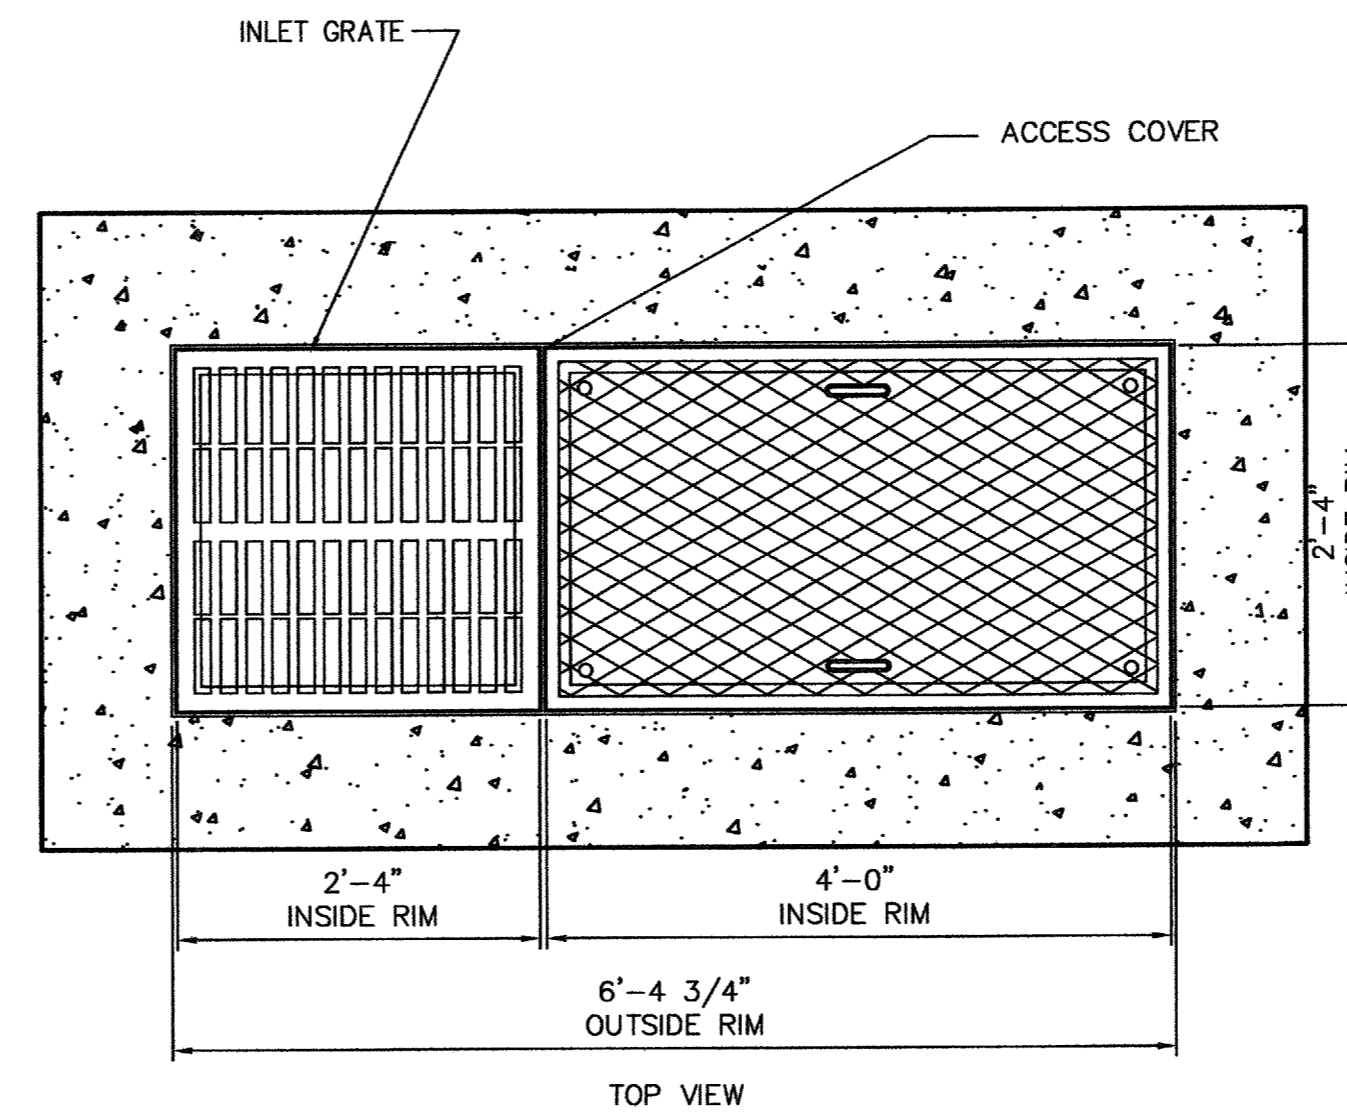 INLET GRATE
ACCESS COVER
2'-4"
2'-4"
INSIDE RIM
4'-0"
INSIDE RIM
6'-4 3/4"
OUTSIDE RIM
TOP VIEW